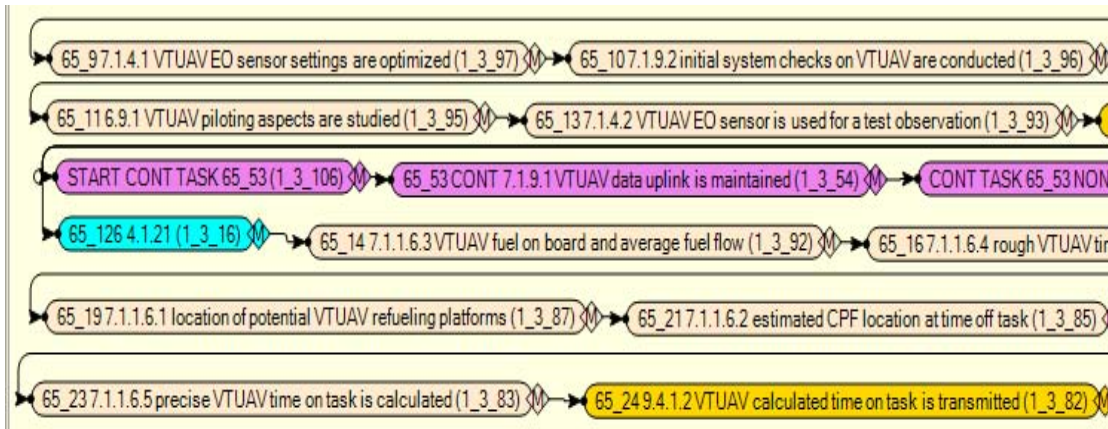 65_9 7.1.4.1 VTUAV EO sensor settings are optimized (1_3_97) M 65_10 7.1.9.2 initial system checks on VTUAV are conducted (1_3_96) M
65_11 6.9.1 VTUAV piloting aspects are studied (1_3_95) M 65_13 7.1.4.2 VTUAV EO sensor is used for a test observation (1_3_93) M
START CONT TASK 65_53 (1_3_106) M 65_53 CONT 7.1.9.1 VTUAV data uplink is maintained (1_3_54) M CONT TASK 65_53 NON
65_126 4.1.21 (1_3_16) M 65_14 7.1.1.6.3 VTUAV fuel on board and average fuel flow (1_3_92) M 65_16 7.1.1.6.4 rough VTUAV
65_19 7.1.1.6.1 location of potential VTUAV refueling platforms (1_3_87) M 65_21 7.1.1.6.2 estimated CPF location at time off task (1_3_85)
65_23 7.1.1.6.5 precise VTUAV time on task is calculated (1_3_83) M 65_24 9.4.1.2 VTUAV calculated time on task is transmitted (1_3_82) M